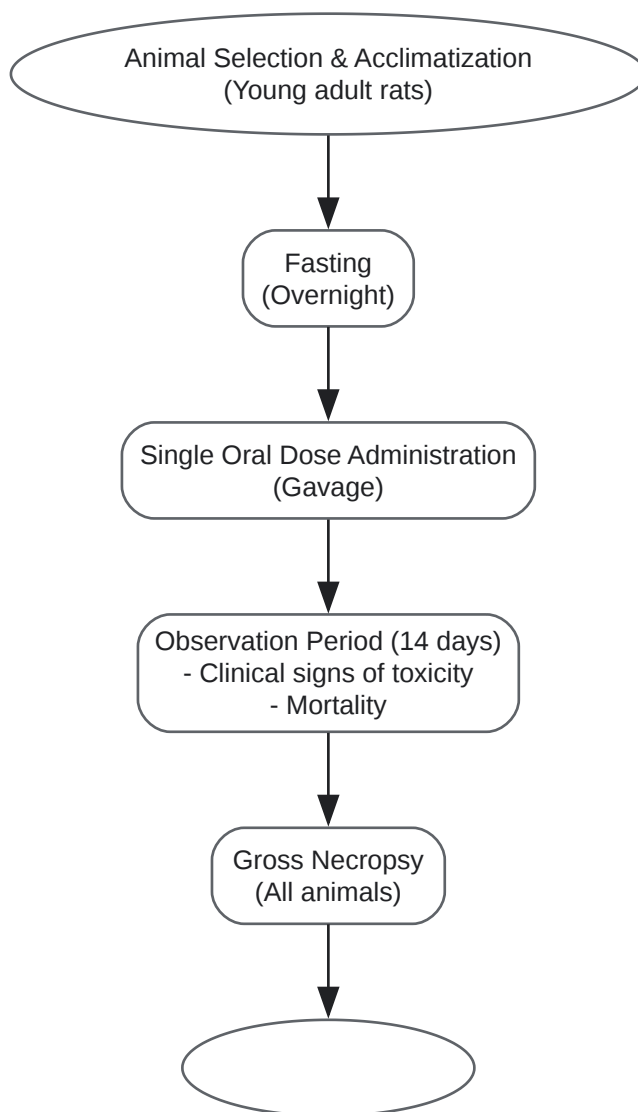 Animal Selection & Acclimatization
(Young adult rats)
Fasting
(Overnight)
Single Oral Dose Administration
(Gavage)
Observation Period (14 days)
- Clinical signs of toxicity
- Mortality
Gross Necropsy
(All animals)